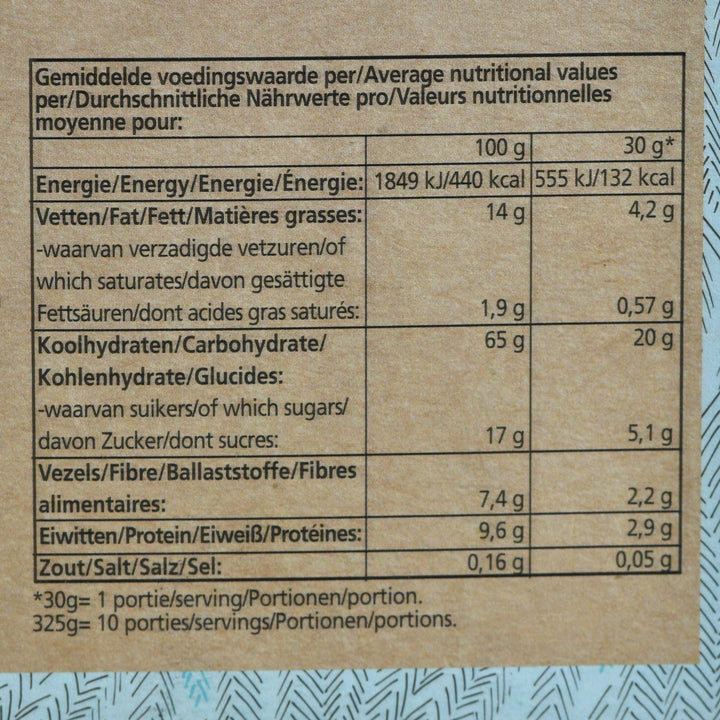 Gemiddelde voedingswaarde per/Average nutritional values
per/Durchschnittliche Nährwerte pro/Valeurs nutritionnelles
moyenne pour:
100 g 30 g*
Energie/Energy/Energie/Énergie: 1849 kJ/440 kcal 555 kJ/132 kcal
Vetten/Fat/Fett/Matières grasses: 14 g 4,2 g
-waarvan verzadigde vetzuren/of
which saturates/davon gesättigte
Fettsäuren/dont acides gras saturés: 1,9 g 0,57 g
Koolhydraten/Carbohydrate/ 65 g 20 g
Kohlenhydrate/Glucides:
-waarvan suikers/of which sugars/
davon Zucker/dont sucres: 17 g 5,1 g
Vezels/Fibre/Ballaststoffe/Fibres
alimentaires: 7,4 g 2,2 g
Eiwitten/Protein/Eiweiß/Protéines: 9,6 g 2,9 g
Zout/Salt/Salz/Sel: 0,16 g 0,05 g
*30g= 1 portie/serving/Portionen/portion.
325g= 10 porties/servings/Portionen/portions.